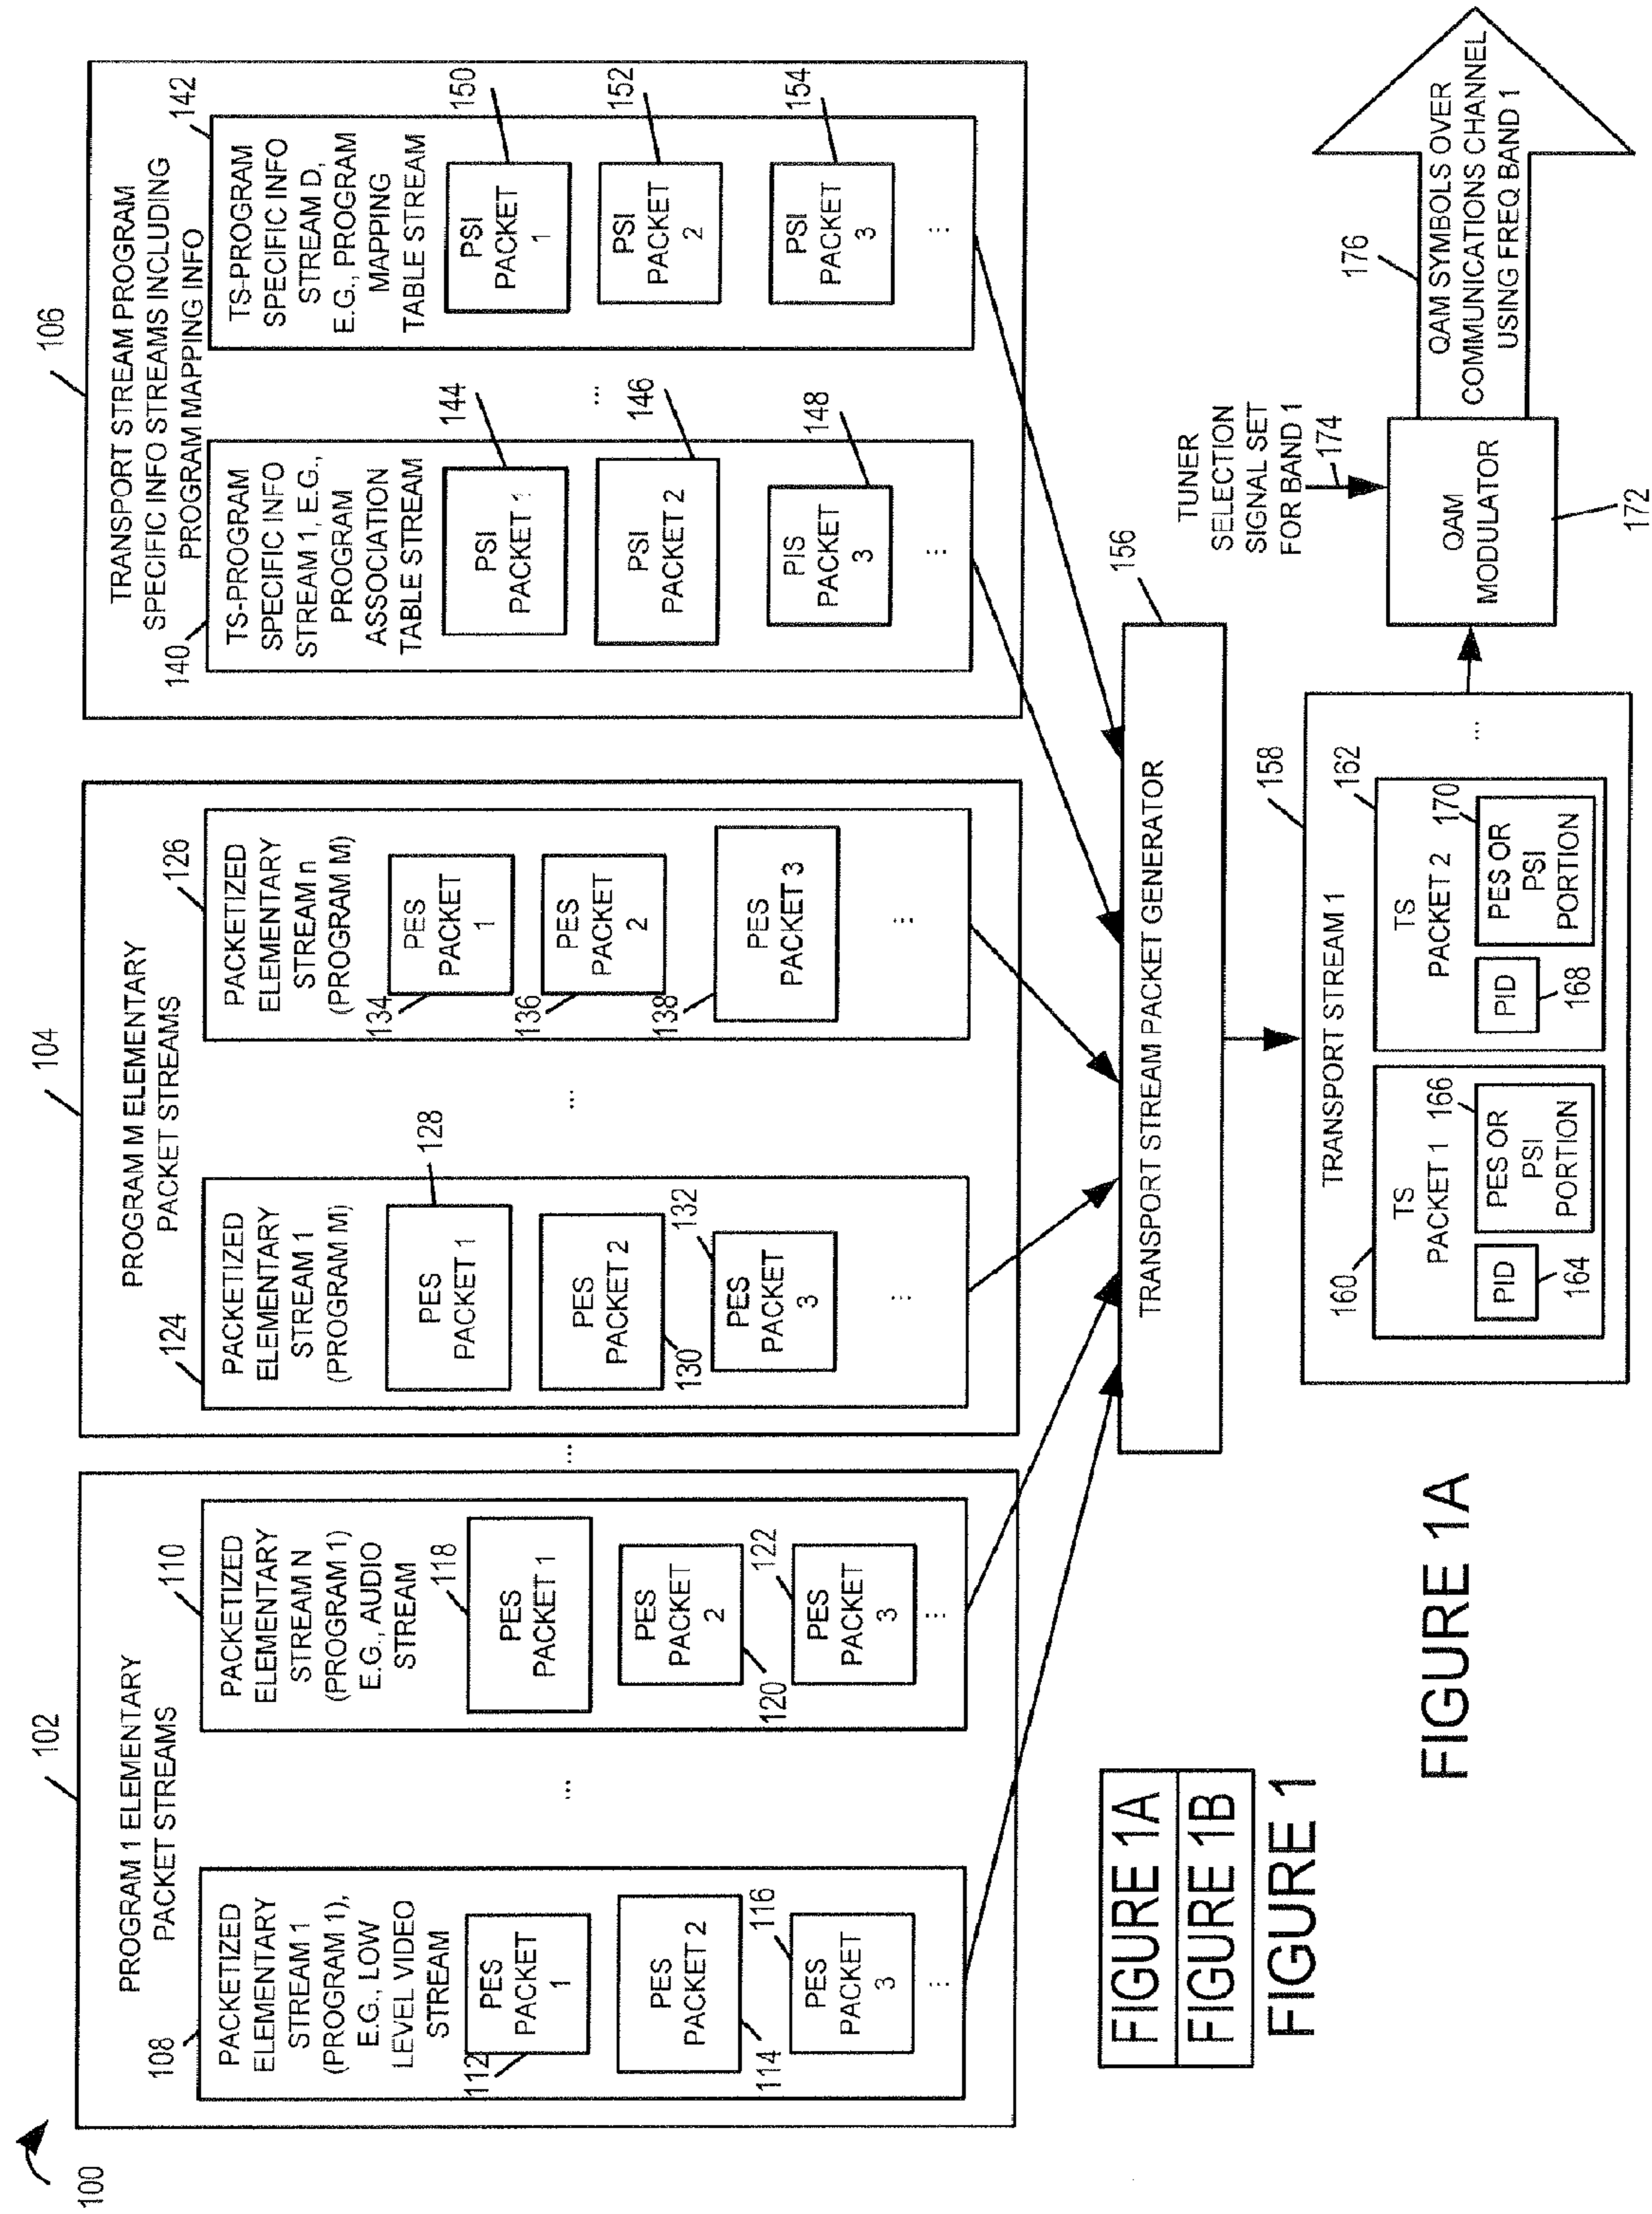 100
102
PROGRAM 1 ELEMENTARY
PACKET STREAMS
108
PACKETIZED
ELEMENTARY
STREAM 1
(PROGRAM 1),
E.G., LOW
LEVEL VIDEO
STREAM
112
PES
PACKET
1
114
PES
PACKET 2
116
PES
PACKET
3
...
...
110
PACKETIZED
ELEMENTARY
STREAM N
(PROGRAM 1)
E.G., AUDIO
STREAM
118
PES
PACKET 1
120
PES
PACKET
2
122
PES
PACKET
3
...
...
104
PROGRAM M ELEMENTARY
PACKET STREAMS
124
PACKETIZED
ELEMENTARY
STREAM 1
(PROGRAM M)
128
PES
PACKET 1
130
PES
PACKET 2
132
PES
PACKET
3
...
...
126
PACKETIZED
ELEMENTARY
STREAM n
(PROGRAM M)
134
PES
PACKET
1
136
PES
PACKET
2
138
PES
PACKET 3
...
106
TRANSPORT STREAM PROGRAM
SPECIFIC INFO STREAMS INCLUDING
PROGRAM MAPPING INFO
140
TS-PROGRAM
SPECIFIC INFO
STREAM 1, E.G.,
PROGRAM
ASSOCIATION
TABLE STREAM
144
PSI
PACKET 1
146
PSI
PACKET 2
148
PIS
PACKET
3
...
...
142
TS-PROGRAM
SPECIFIC INFO
STREAM D,
E.G., PROGRAM
MAPPING
TABLE STREAM
150
PSI
PACKET
1
152
PSI
PACKET
2
154
PSI
PACKET
3
...
156
TRANSPORT STREAM PACKET GENERATOR
158
TRANSPORT STREAM 1
160
TS
PACKET 1
PID
164
166
PES OR
PSI
PORTION
162
TS
PACKET 2
PID
168
170
PES OR
PSI
PORTION
...
TUNER
SELECTION
SIGNAL SET
FOR BAND 1
174
QAM
MODULATOR
172
176
QAM SYMBOLS OVER
COMMUNICATIONS CHANNEL
USING FREQ BAND 1
FIGURE 1A
FIGURE 1B
FIGURE 1
FIGURE 1A